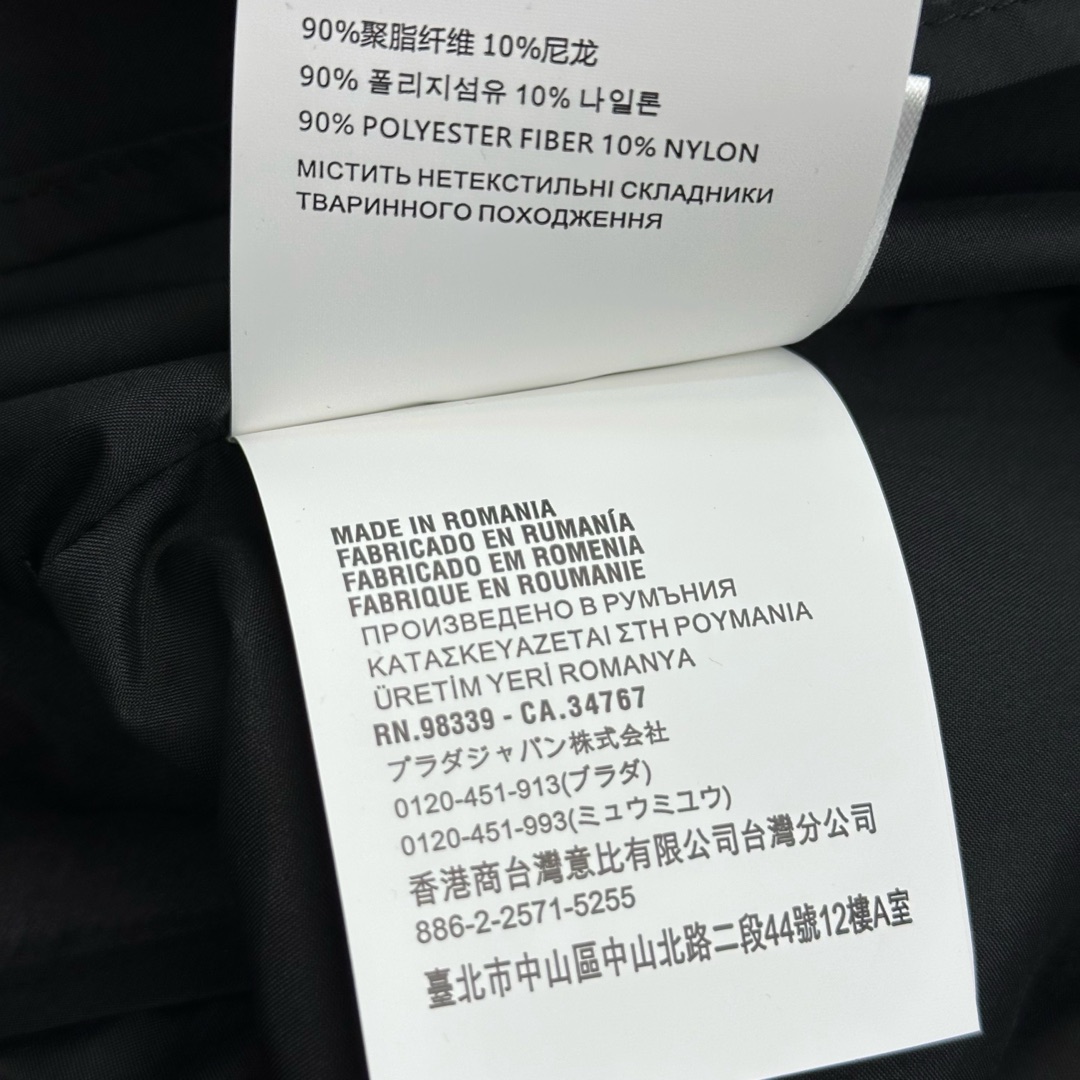 90%聚脂纤维 10%尼龙
90% 폴리지섬유 10% 나일론
90% POLYESTER FIBER 10% NYLON
МІСТИТЬ НЕТЕКСТИЛЬНІ СКЛАДНИКИ
ТВАРИННОГО ПОХОДЖЕННЯ
MADE IN ROMANIA
FABRICADO EN RUMANÍA
FABRICADO EM ROMENIA
FABRIQUE EN ROUMANIE
ПРОИЗВЕДЕНО В РУМЪНИЯ
ΚΑΤΑΣΚΕΥΑΖΕΤΑΙ ΣΤΗ ΡΟΥΜΑΝΙΑ
ÜRETİM YERİ ROMANYA
RN.98339 - CA.34767
プラダジャパン株式会社
0120-451-913(プラダ)
0120-451-993(ミュウミユウ)
香港商台灣意比有限公司台灣分公司
886-2-2571-5255
臺北市中山區中山北路二段44號12樓A室